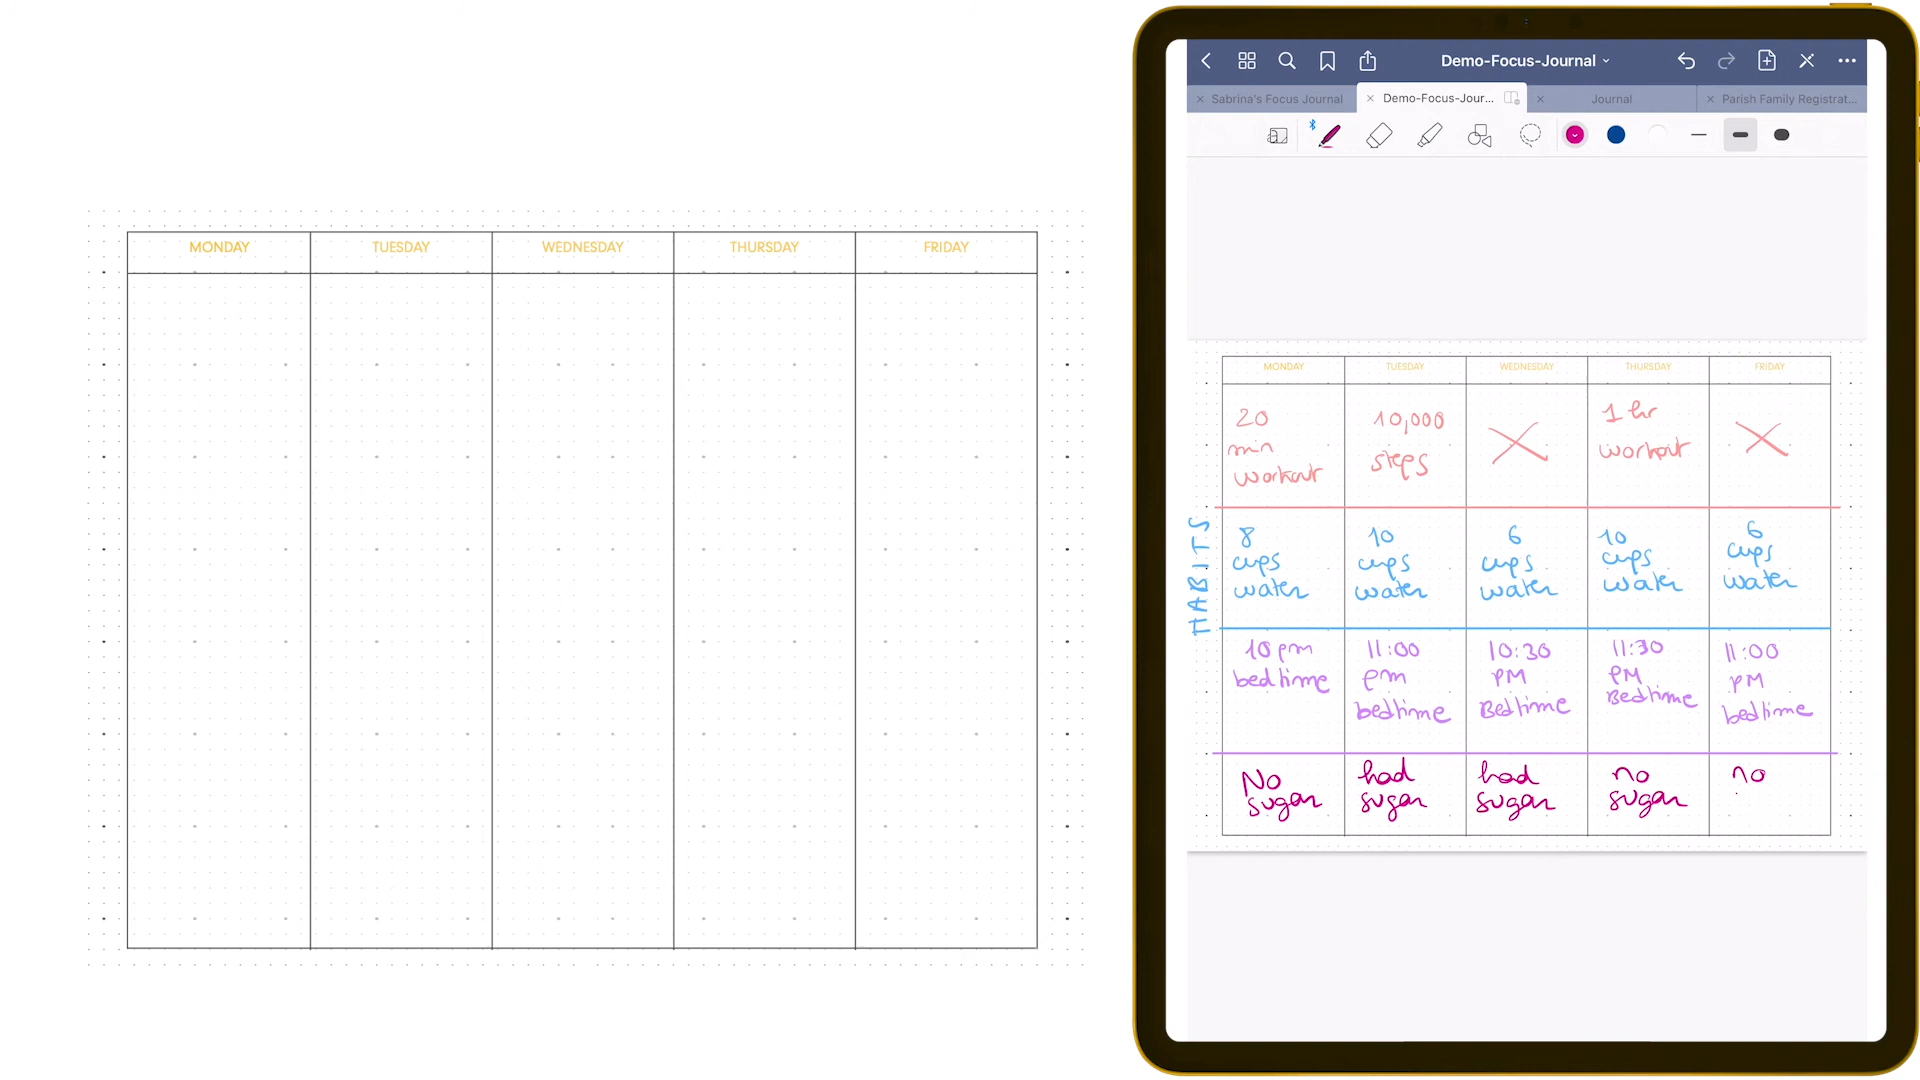 MONDAY TUESDAY WEDNESDAY THURSDAY FRIDAY
Demo-Focus-Journal
Sabrina's Focus Journal Demo-Focus-Jour... Journal Parish Family Registrat...
MONDAY TUESDAY WEDNESDAY THURSDAY FRIDAY
20
min
workout
10,000
steps
X
1 hr
workout
X
HABITS
8
cups
water
10
cups
water
6
cups
water
10
cups
water
6
cups
water
10 pm
bedtime
11:00
pm
bedtime
10:30
PM
Bedtime
11:30
PM
Bedtime
11:00
PM
bedtime
No
sugar
had
sugar
had
sugar
no
sugar
no